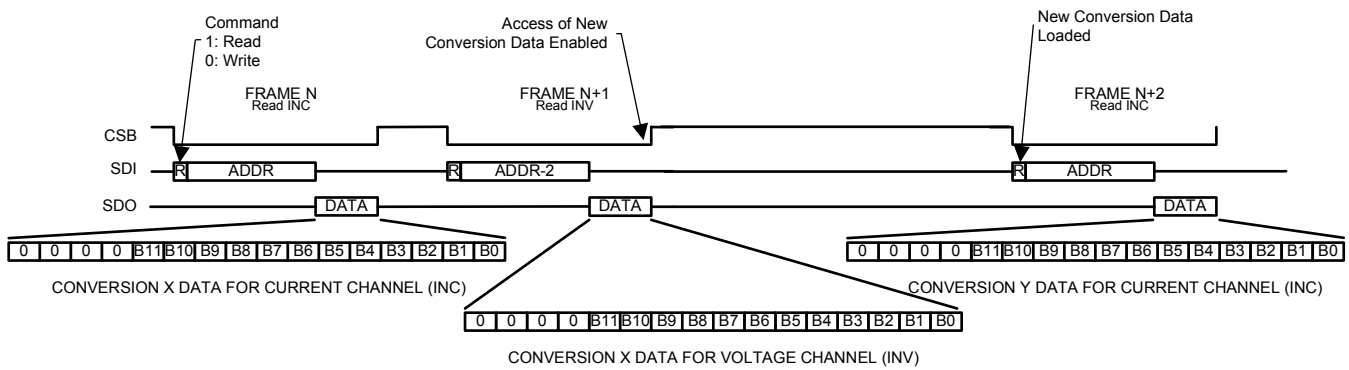 Command
1: Read
0: Write
Access of New
Conversion Data Enabled
New Conversion Data
Loaded
FRAME N
Read INC
FRAME N+1
Read INV
FRAME N+2
Read INC
CSB
SDI
R ADDR
R ADDR-2
R ADDR
SDO
DATA
DATA
DATA
0 0 0 0 B11 B10 B9 B8 B7 B6 B5 B4 B3 B2 B1 B0
0 0 0 0 B11 B10 B9 B8 B7 B6 B5 B4 B3 B2 B1 B0
CONVERSION X DATA FOR CURRENT CHANNEL (INC)
CONVERSION Y DATA FOR CURRENT CHANNEL (INC)
0 0 0 0 B11 B10 B9 B8 B7 B6 B5 B4 B3 B2 B1 B0
CONVERSION X DATA FOR VOLTAGE CHANNEL (INV)